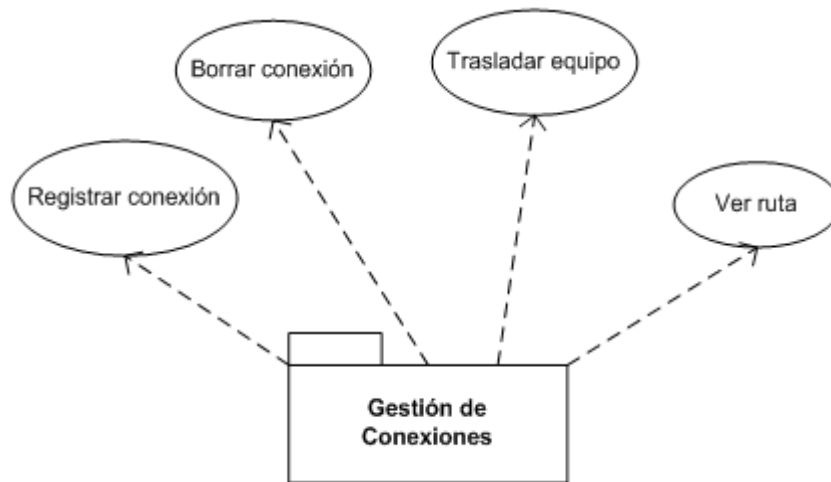 Borrar conexión
Trasladar equipo
Registrar conexión
Ver ruta
Gestión de
Conexiones